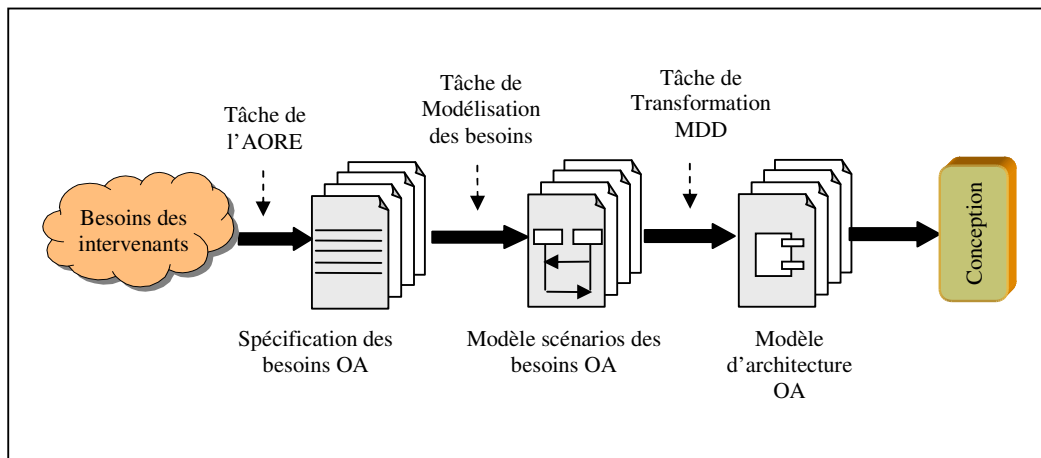 Tâche de
l'AORE
Tâche de
Modélisation
des besoins
Tâche de
Transformation
MDD
Besoins des
intervenants
Conception
Spécification des
besoins OA
Modèle scénarios des
besoins OA
Modèle
d'architecture
OA